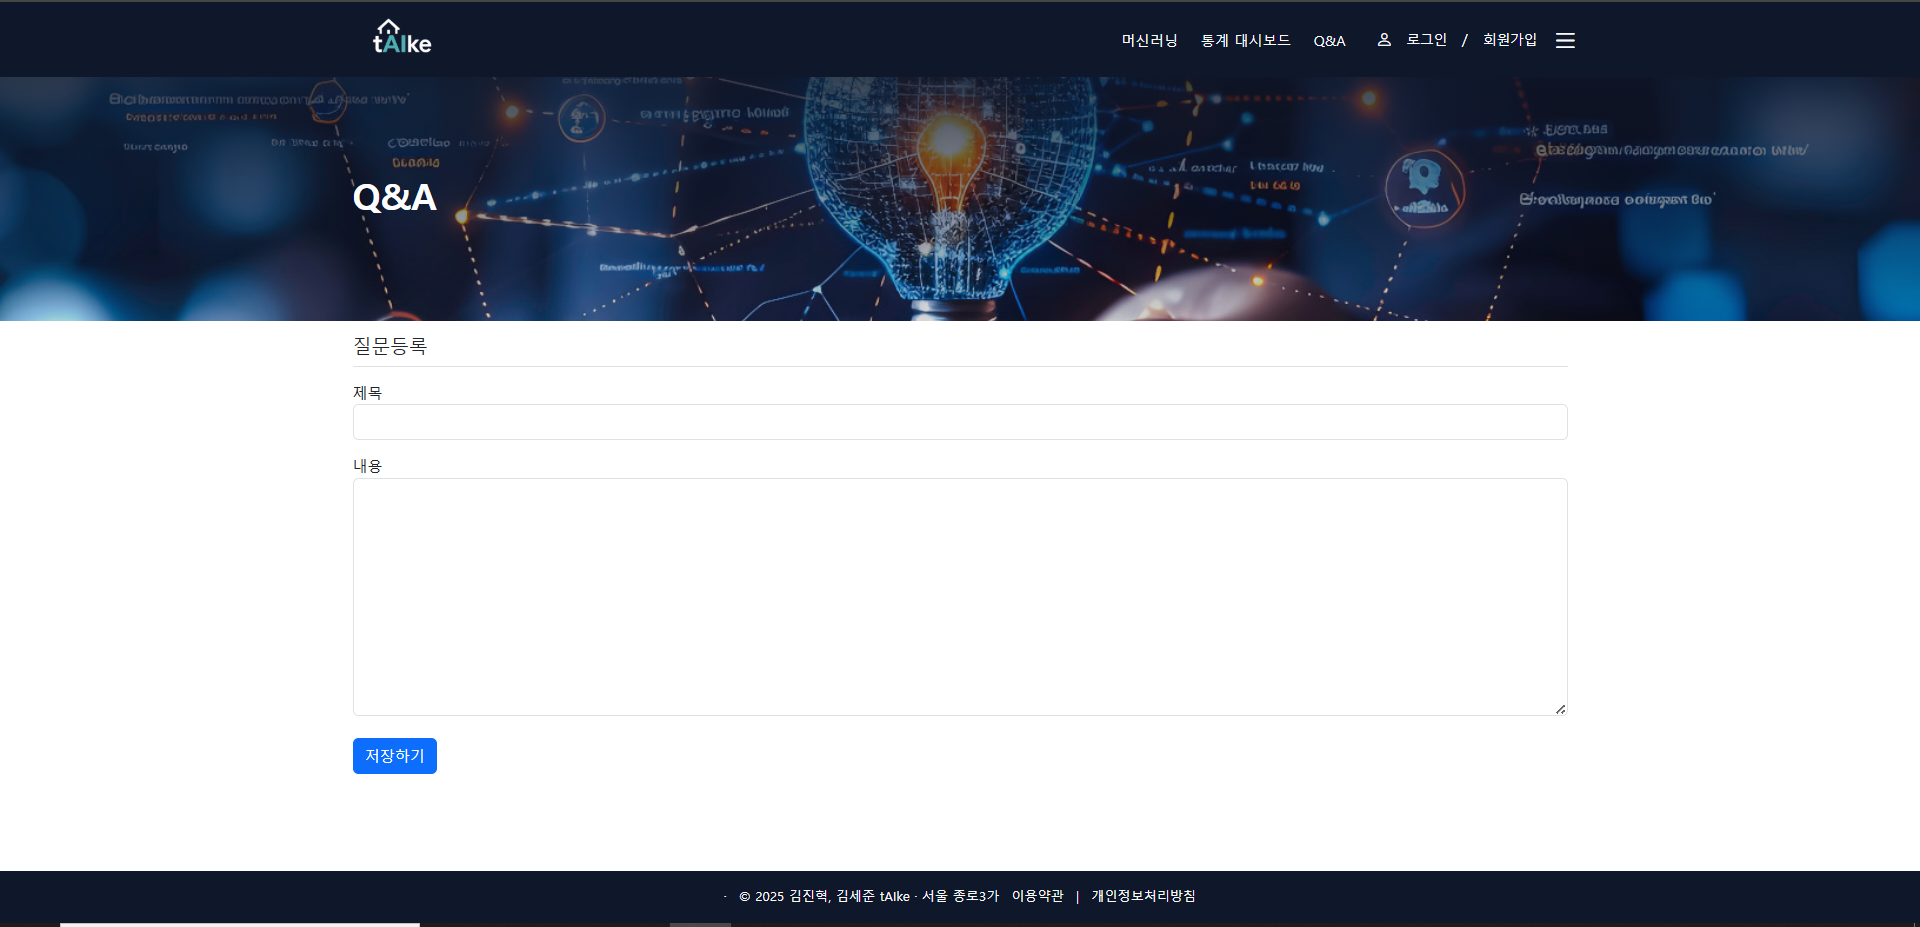 tAIke
머신러닝 통계 대시보드 Q&A 로그인 / 회원가입
Q&A
질문등록
제목
내용
저장하기
· © 2025 김진혁, 김세준 tAIke · 서울 종로3가 이용약관 | 개인정보처리방침